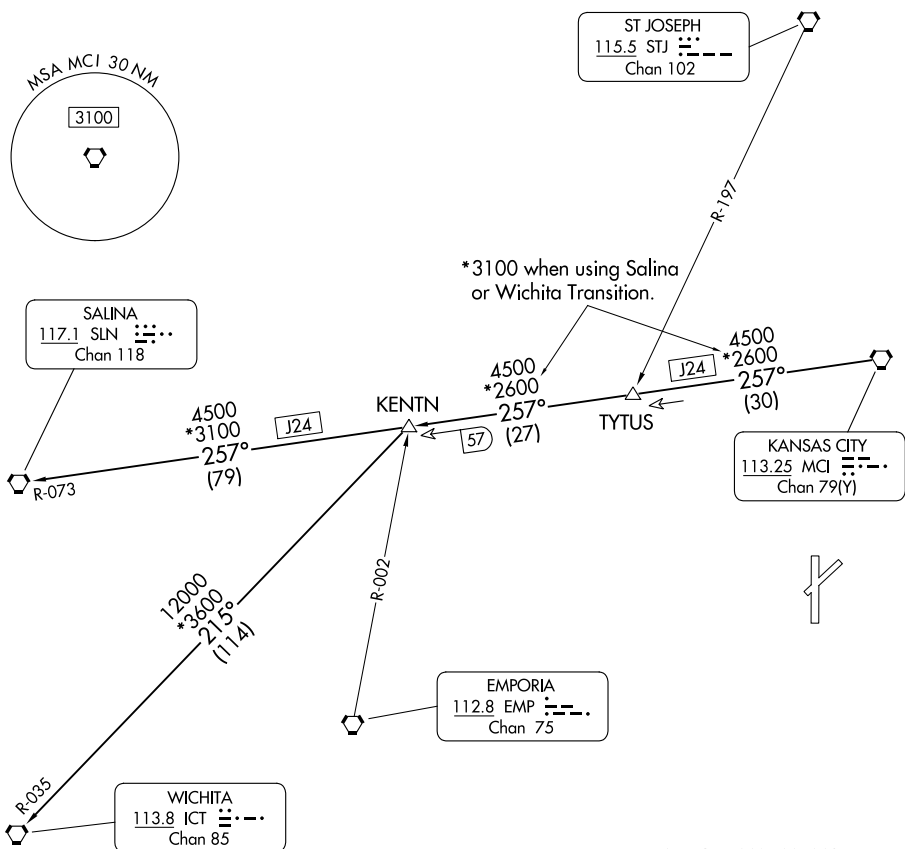 ST JOSEPH
115.5 STJ
Chan 102
MSA MCI 30 NM
3100
R-197
*3100 when using Salina
or Wichita Transition.
SALINA
117.1 SLN
Chan 118
4500
*2600
J24
257°
(30)
4500
*2600
257°
(27)
TYTUS
KENTN
57
4500
*3100
J24
257°
(79)
R-073
KANSAS CITY
113.25 MCI
Chan 79(Y)
R-002
12000
*3600
215°
(114)
EMPORIA
112.8 EMP
Chan 75
R-035
WICHITA
113.8 ICT
Chan 85